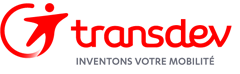 transdev
INVENTONS VOTRE MOBILITÉ